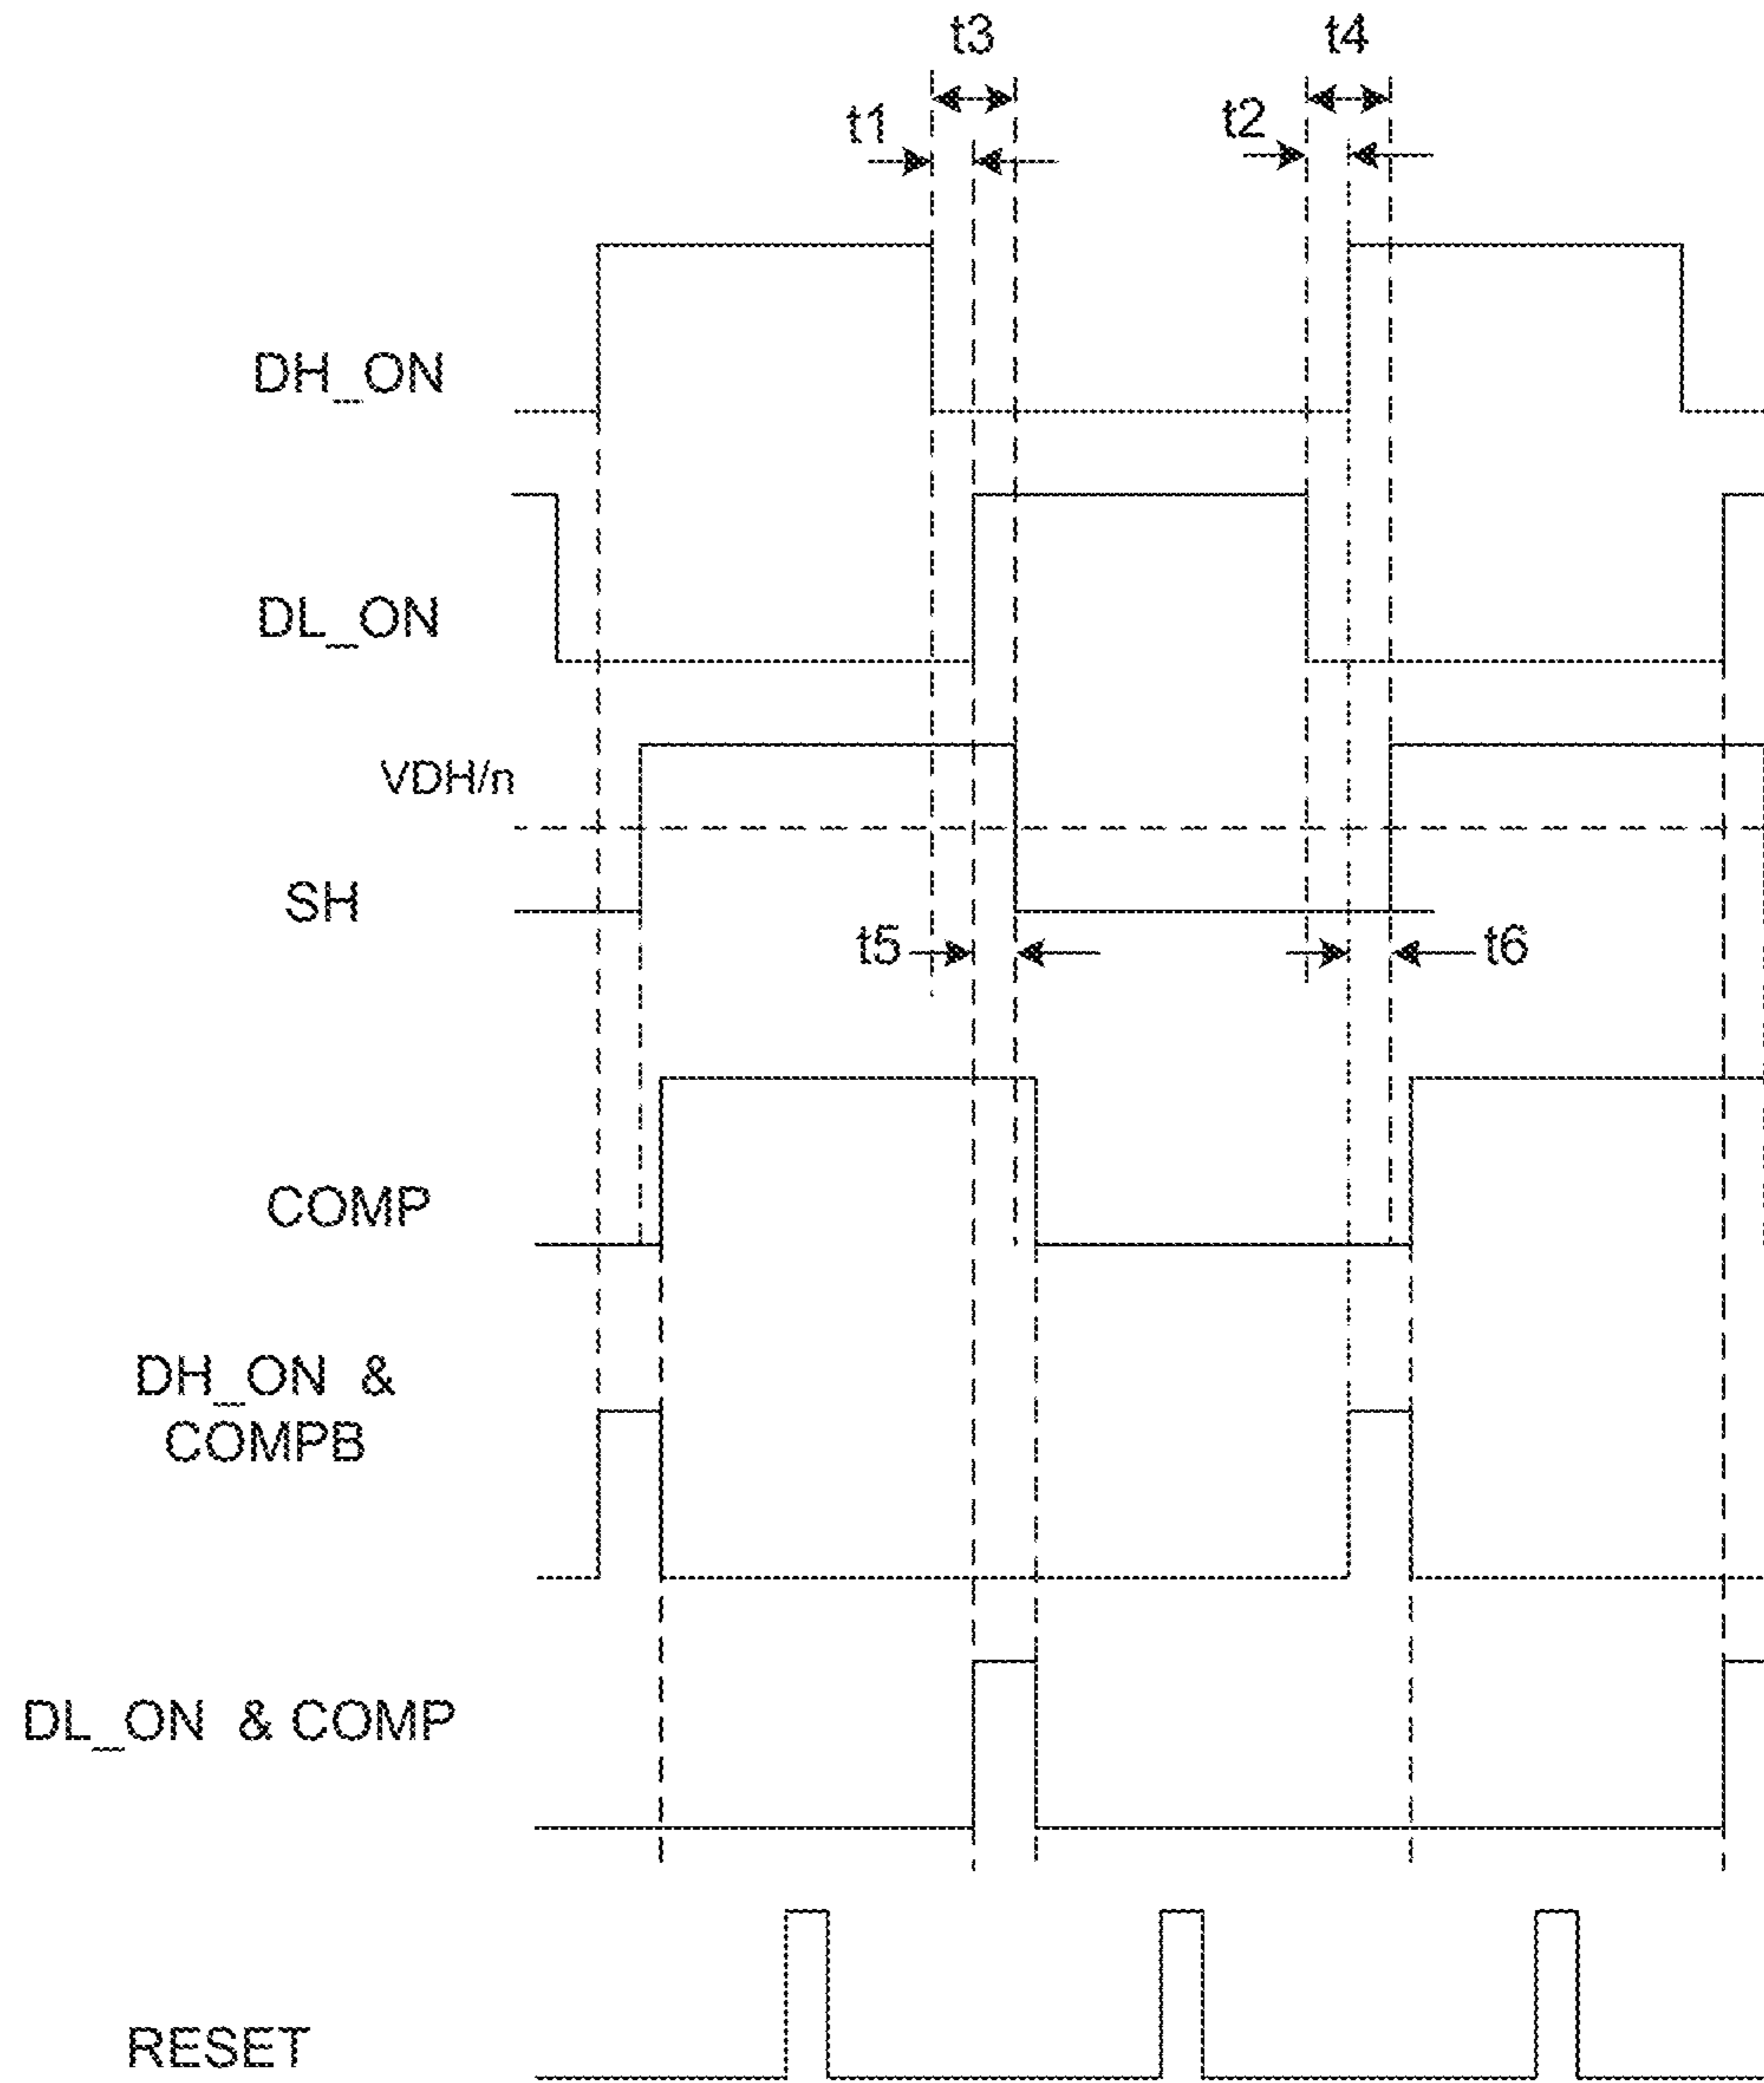 t3
t4
t1
t2
DH_ON
DL_ON
VDH/n
SH
t5
t6
COMP
DH_ON &
COMPB
DL_ON & COMP
RESET